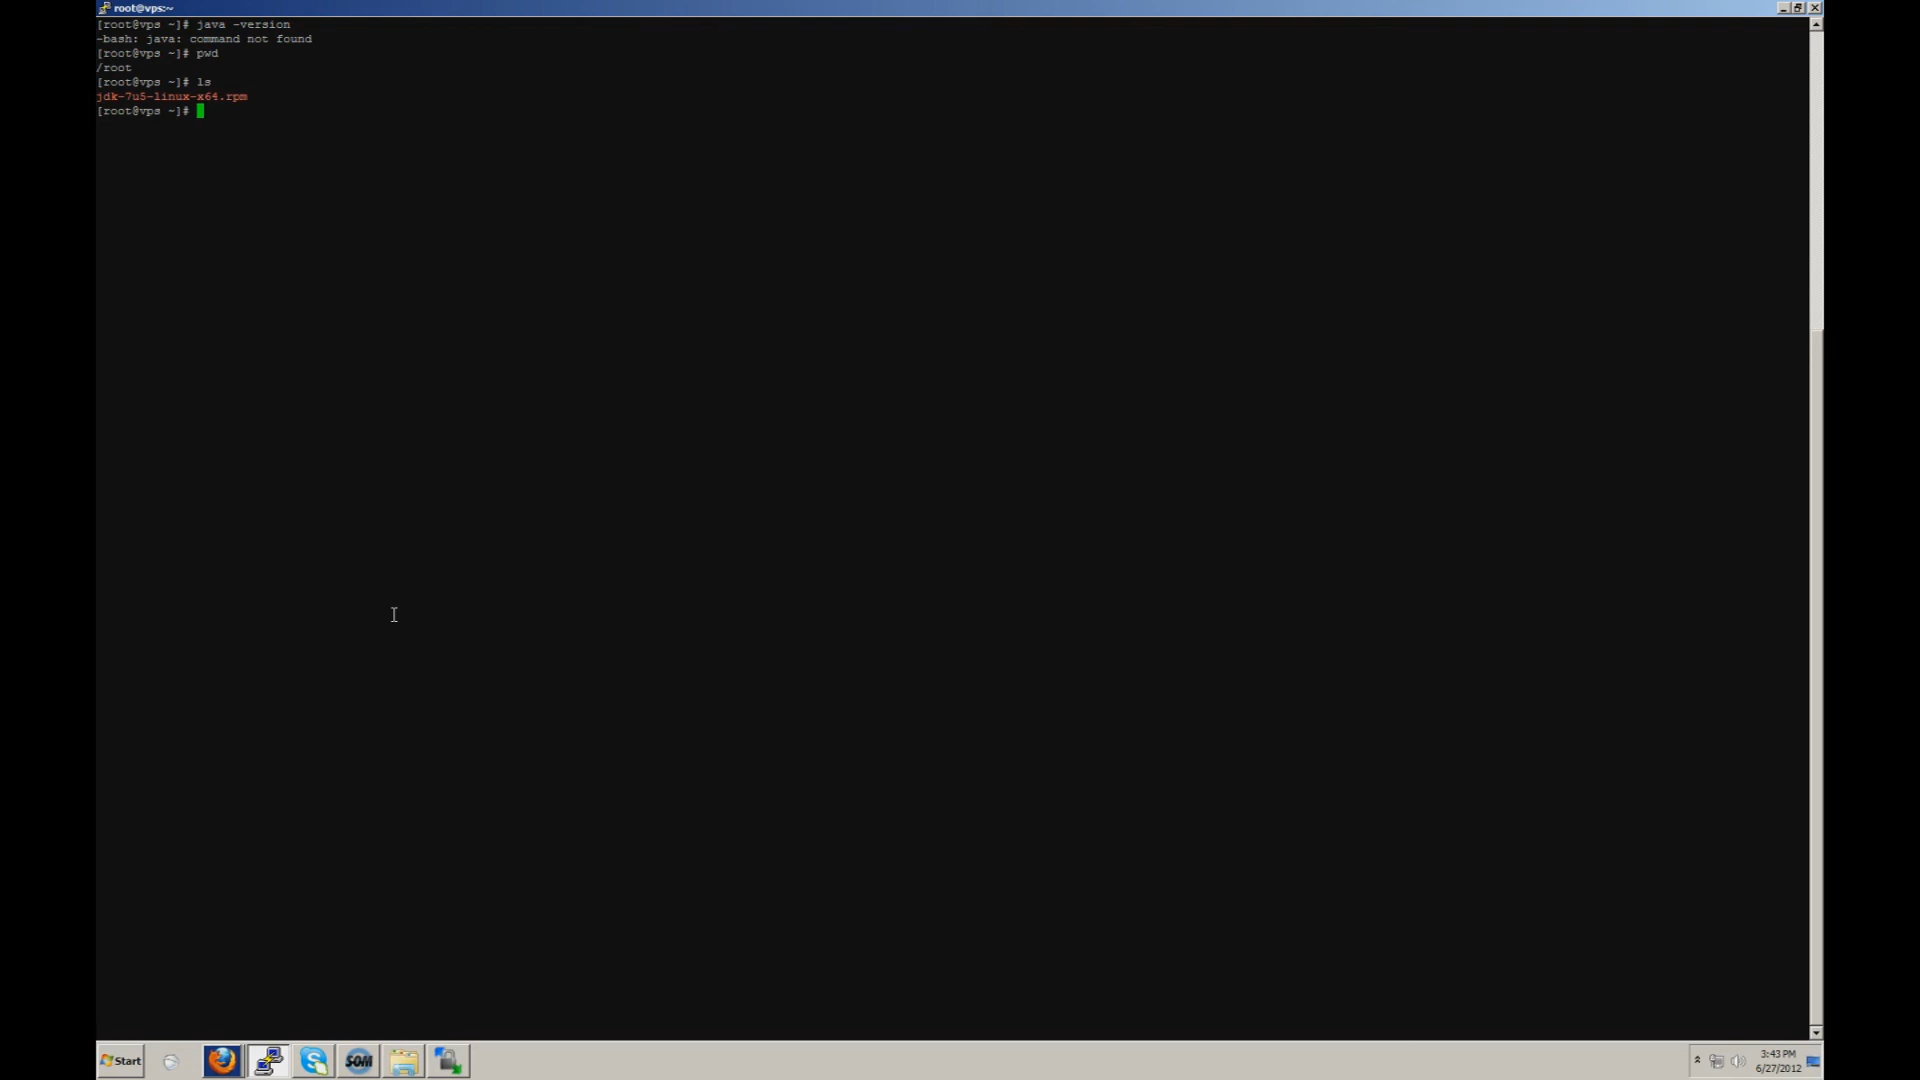 root@vps:~
[root@vps ~]# java -version
-bash: java: command not found
[root@vps ~]# pwd
/root
[root@vps ~]# ls
jdk-7u5-linux-x64.rpm
[root@vps ~]#
Start
SOM
3:43 PM
6/27/2012